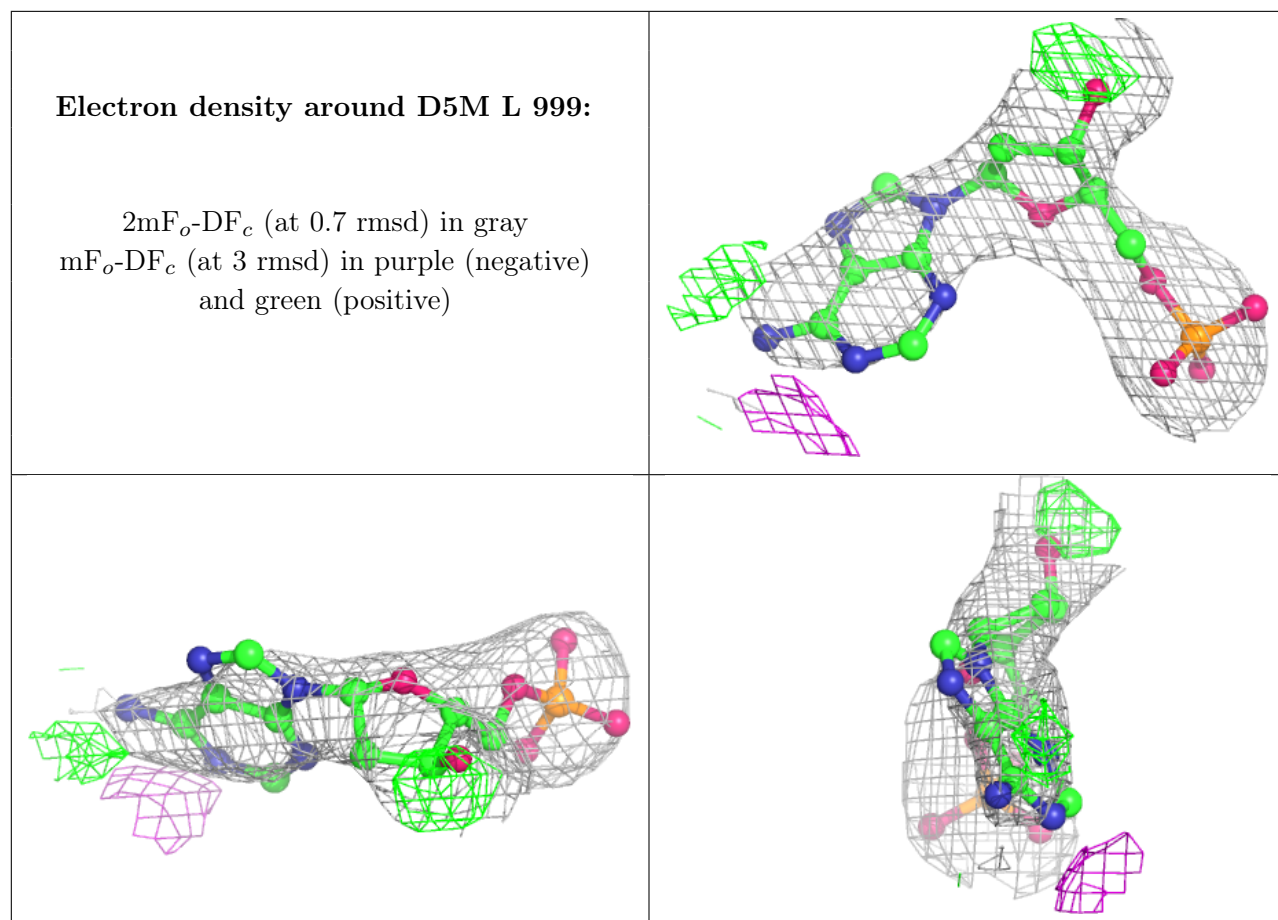 Electron density around D5M L 999:
2mFₒ-DF𝒸 (at 0.7 rmsd) in gray
mFₒ-DF𝒸 (at 3 rmsd) in purple (negative)
and green (positive)